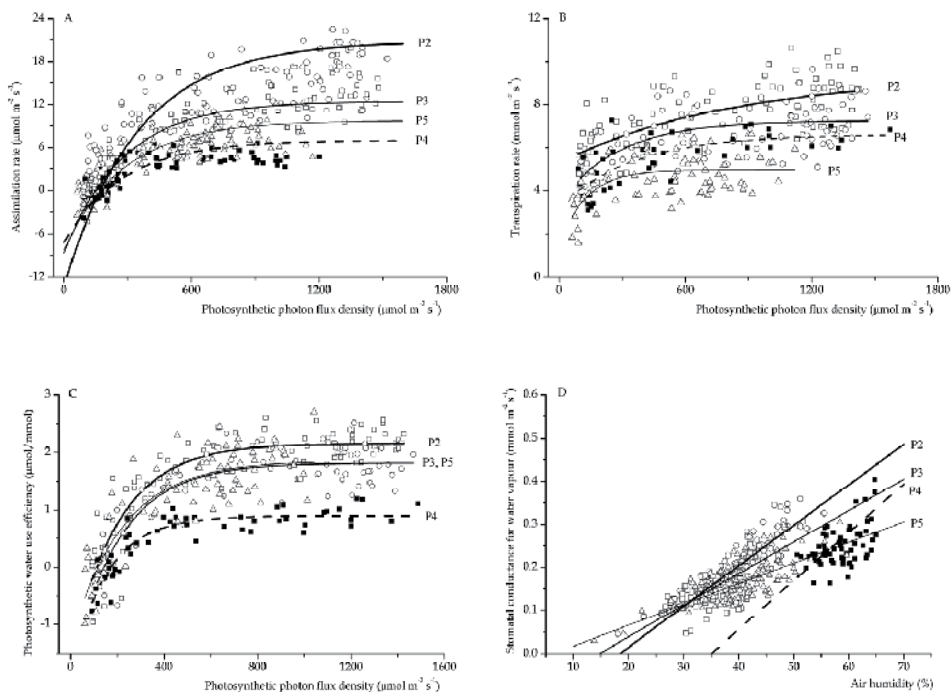 A
24
18
12
6
0
-6
-12
Assimilation rate (μmol m⁻² s⁻¹)
P2
P3
P5
P4
0
600
1200
1800
Photosynthetic photon flux density (μmol m⁻² s⁻¹)
B
12
8
4
0
Transpiration rate (mmol m⁻² s⁻¹)
P2
P3
P4
P5
0
600
1200
1800
Photosynthetic photon flux density (μmol m⁻² s⁻¹)
C
3
2
1
0
-1
Photosynthetic water use efficiency (μmol/mmol)
P2
P3, P5
P4
0
400
800
1200
1600
Photosynthetic photon flux density (μmol m⁻² s⁻¹)
D
0.6
0.5
0.4
0.3
0.2
0.1
0.0
Stomatal conductance for water vapour (mmol m⁻² s⁻¹)
P2
P3
P4
P5
10
20
30
40
50
60
70
Air humidity (%)